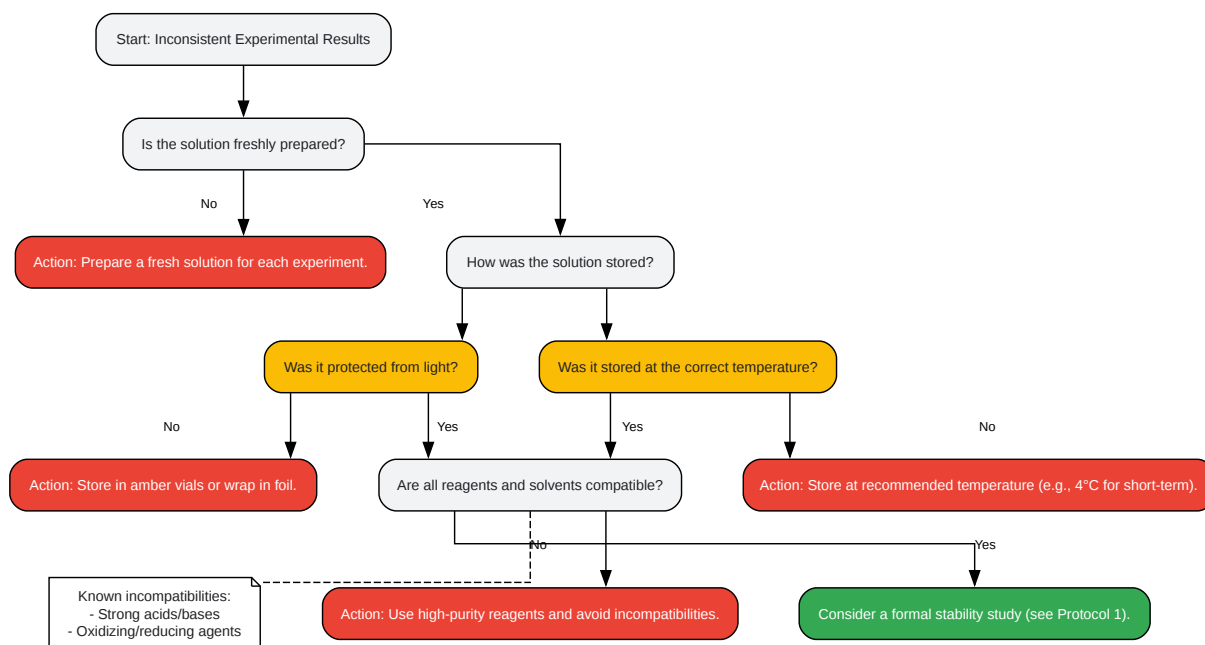 Start: Inconsistent Experimental Results
Is the solution freshly prepared?
No
Yes
Action: Prepare a fresh solution for each experiment.
How was the solution stored?
Was it protected from light?
Was it stored at the correct temperature?
No
Yes
Yes
No
Action: Store in amber vials or wrap in foil.
Are all reagents and solvents compatible?
Action: Store at recommended temperature (e.g., 4°C for short-term).
No
Yes
Known incompatibilities:
- Strong acids/bases
- Oxidizing/reducing agents
Action: Use high-purity reagents and avoid incompatibilities.
Consider a formal stability study (see Protocol 1).